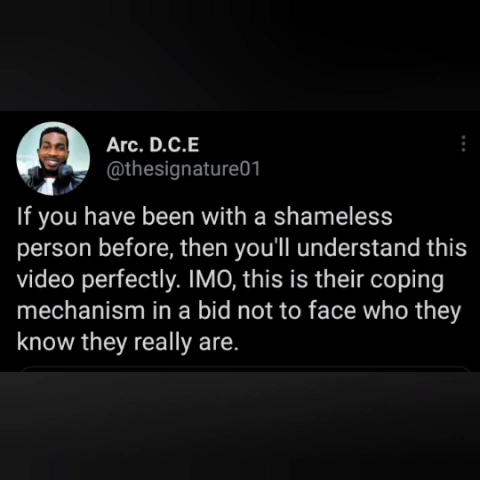 Arc. D.C.E
@thesignature01
If you have been with a shameless
person before, then you'll understand this
video perfectly. IMO, this is their coping
mechanism in a bid not to face who they
know they really are.